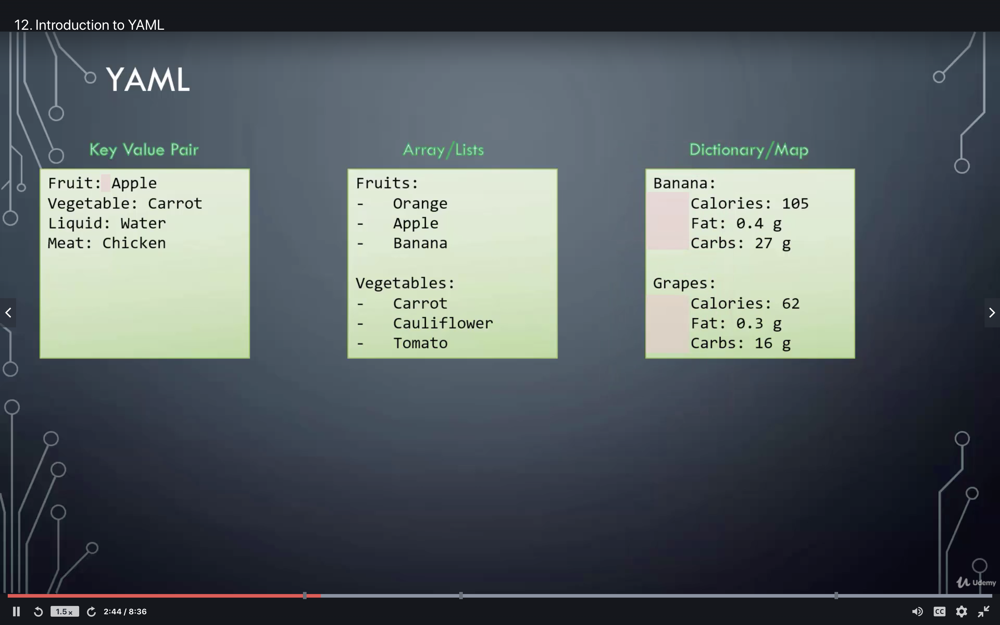 12. Introduction to YAML
YAML
Key Value Pair
Fruit: Apple
Vegetable: Carrot
Liquid: Water
Meat: Chicken
Array/Lists
Fruits:
- Orange
- Apple
- Banana
Vegetables:
- Carrot
- Cauliflower
- Tomato
Dictionary/Map
Banana:
Calories: 105
Fat: 0.4 g
Carbs: 27 g
Grapes:
Calories: 62
Fat: 0.3 g
Carbs: 16 g
Udemy
1.5x
2:44 / 8:36
CC